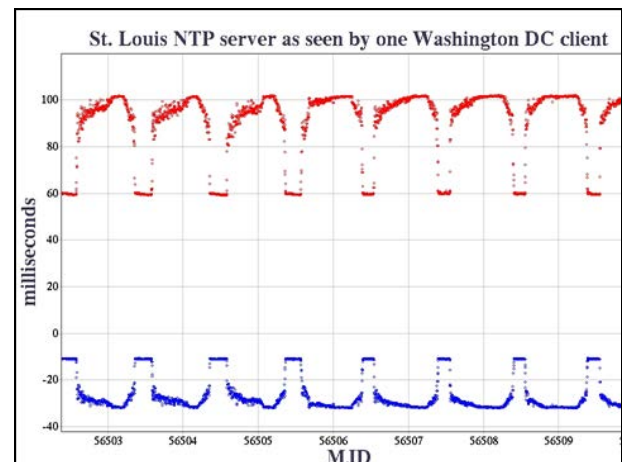 St. Louis NTP server as seen by one Washington DC client
milliseconds
100
80
60
40
20
0
-20
-40
56503 56504 56505 56506 56507 56508 56509
MJD